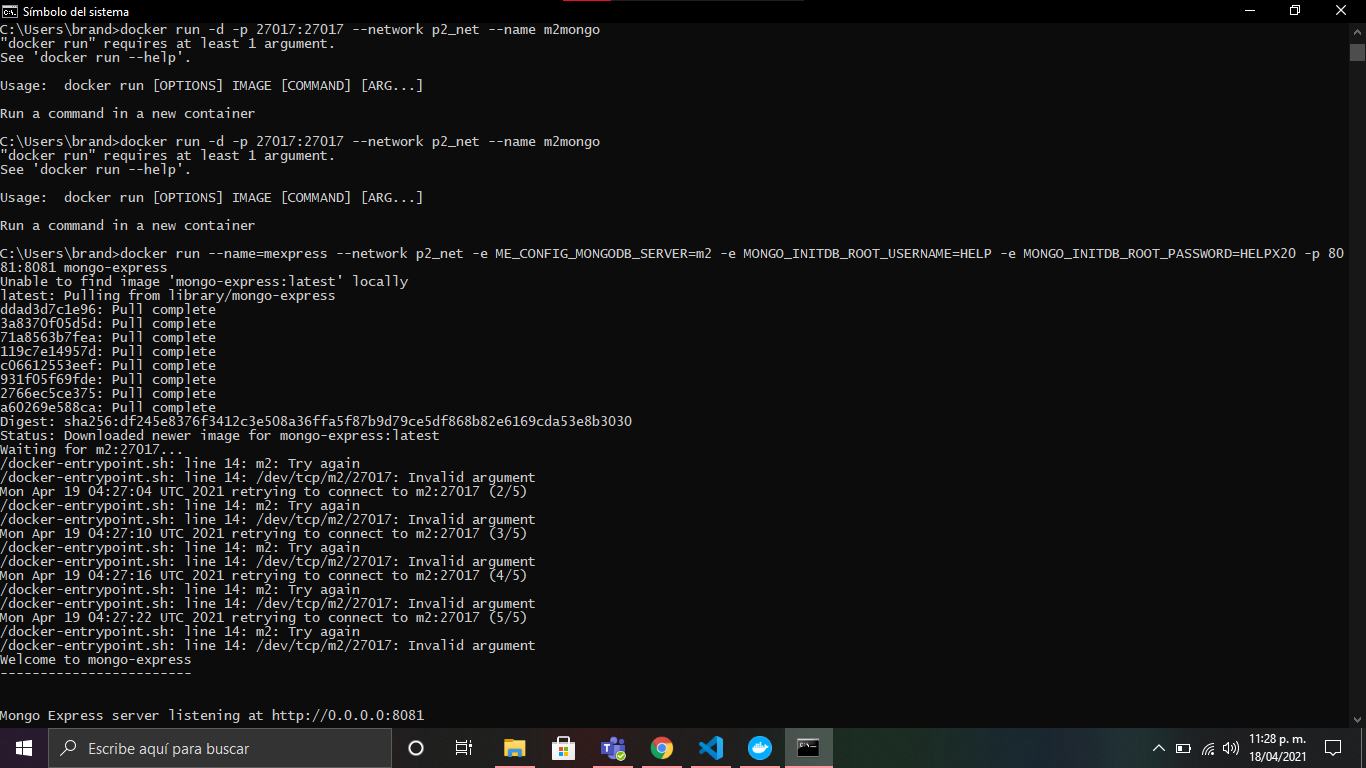 Símbolo del sistema
C:\Users\brand>docker run -d -p 27017:27017 --network p2_net --name m2mongo
"docker run" requires at least 1 argument.
See 'docker run --help'.
Usage:  docker run [OPTIONS] IMAGE [COMMAND] [ARG...]
Run a command in a new container
C:\Users\brand>docker run -d -p 27017:27017 --network p2_net --name m2mongo
"docker run" requires at least 1 argument.
See 'docker run --help'.
Usage:  docker run [OPTIONS] IMAGE [COMMAND] [ARG...]
Run a command in a new container
C:\Users\brand>docker run --name=mexpress --network p2_net -e ME_CONFIG_MONGODB_SERVER=m2 -e MONGO_INITDB_ROOT_USERNAME=HELP -e MONGO_INITDB_ROOT_PASSWORD=HELPX20 -p 80
81:8081 mongo-express
Unable to find image 'mongo-express:latest' locally
latest: Pulling from library/mongo-express
ddad3d7c1e96: Pull complete
3a8370f05d5d: Pull complete
71a8563b7fea: Pull complete
119c7e14957d: Pull complete
c06612553eef: Pull complete
931f05f69fde: Pull complete
2766ec5ce375: Pull complete
a60269e588ca: Pull complete
Digest: sha256:df245e8376f3412c3e508a36ffa5f87b9d79ce5df868b82e6169cda53e8b3030
Status: Downloaded newer image for mongo-express:latest
Waiting for m2:27017...
/docker-entrypoint.sh: line 14: m2: Try again
/docker-entrypoint.sh: line 14: /dev/tcp/m2/27017: Invalid argument
Mon Apr 19 04:27:04 UTC 2021 retrying to connect to m2:27017 (2/5)
/docker-entrypoint.sh: line 14: m2: Try again
/docker-entrypoint.sh: line 14: /dev/tcp/m2/27017: Invalid argument
Mon Apr 19 04:27:10 UTC 2021 retrying to connect to m2:27017 (3/5)
/docker-entrypoint.sh: line 14: m2: Try again
/docker-entrypoint.sh: line 14: /dev/tcp/m2/27017: Invalid argument
Mon Apr 19 04:27:16 UTC 2021 retrying to connect to m2:27017 (4/5)
/docker-entrypoint.sh: line 14: m2: Try again
/docker-entrypoint.sh: line 14: /dev/tcp/m2/27017: Invalid argument
Mon Apr 19 04:27:22 UTC 2021 retrying to connect to m2:27017 (5/5)
/docker-entrypoint.sh: line 14: m2: Try again
/docker-entrypoint.sh: line 14: /dev/tcp/m2/27017: Invalid argument
Welcome to mongo-express
------------------------
Mongo Express server listening at http://0.0.0.0:8081
Escribe aquí para buscar
11:28 p. m.
18/04/2021